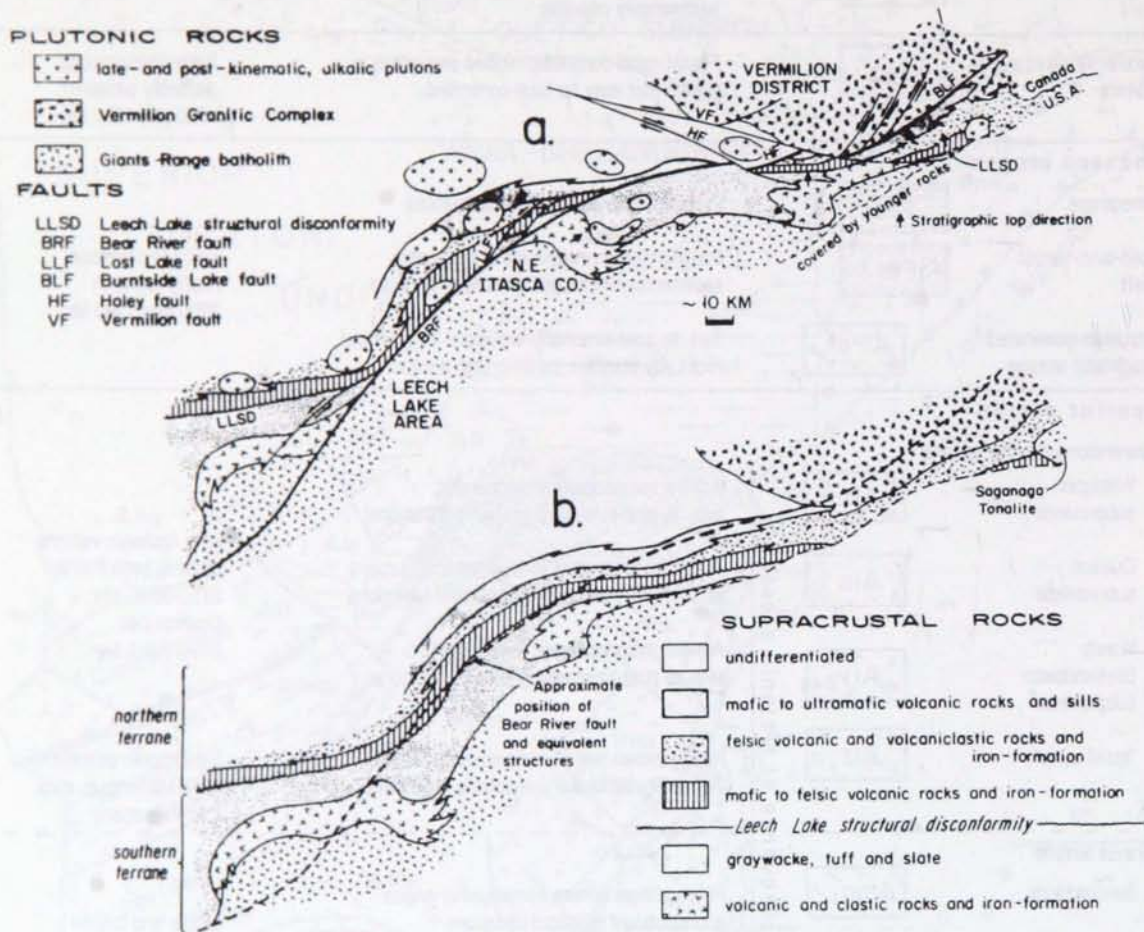 PLUTONIC ROCKS
late- and post-kinematic, alkalic plutons
Vermilion Granitic Complex
Giants Range batholith
FAULTS
LLSD Leech Lake structural disconformity
BRF Bear River fault
LLF Lost Lake fault
BLF Burntside Lake fault
HF Haley fault
VF Vermilion fault
a.
VERMILION
DISTRICT
VF
HF
HF
BLF
Canada
U.S.A.
LLSD
covered by younger rocks
Stratigraphic top direction
N.E.
ITASCA CO.
~ 10 KM
BRF
LEECH
LAKE
AREA
LLSD
b.
Saganaga
Tonalite
Approximate
position of
Bear River fault
and equivalent
structures
northern
terrane
southern
terrane
SUPRACRUSTAL ROCKS
undifferentiated
mafic to ultramafic volcanic rocks and sills
felsic volcanic and volcaniclastic rocks and
iron-formation
mafic to felsic volcanic rocks and iron-formation
Leech Lake structural disconformity
graywacke, tuff and slate
volcanic and clastic rocks and iron-formation